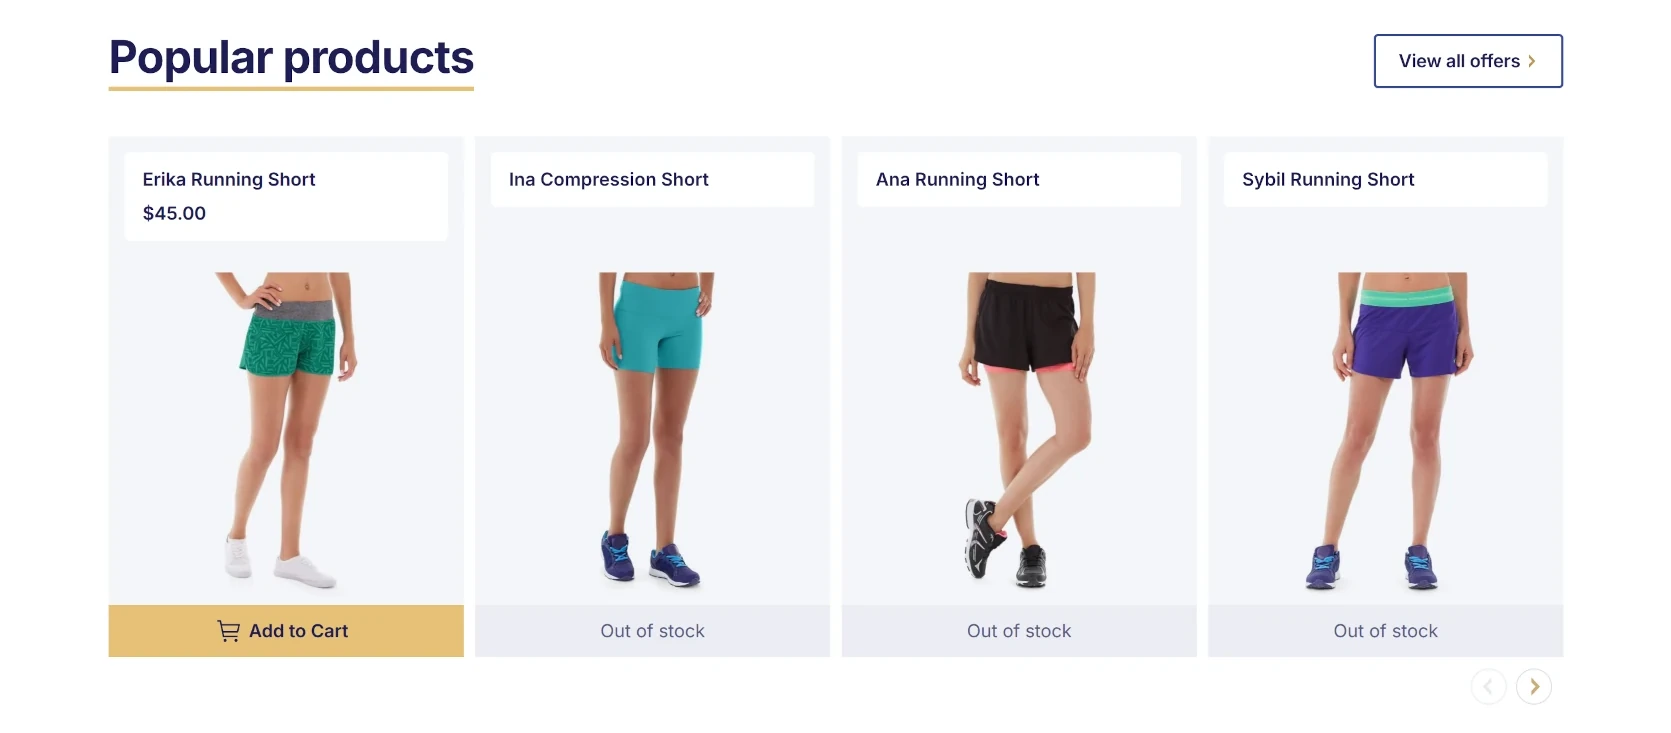 Popular products
View all offers
Erika Running Short
$45.00
Ina Compression Short
Ana Running Short
Sybil Running Short
Add to Cart
Out of stock
Out of stock
Out of stock